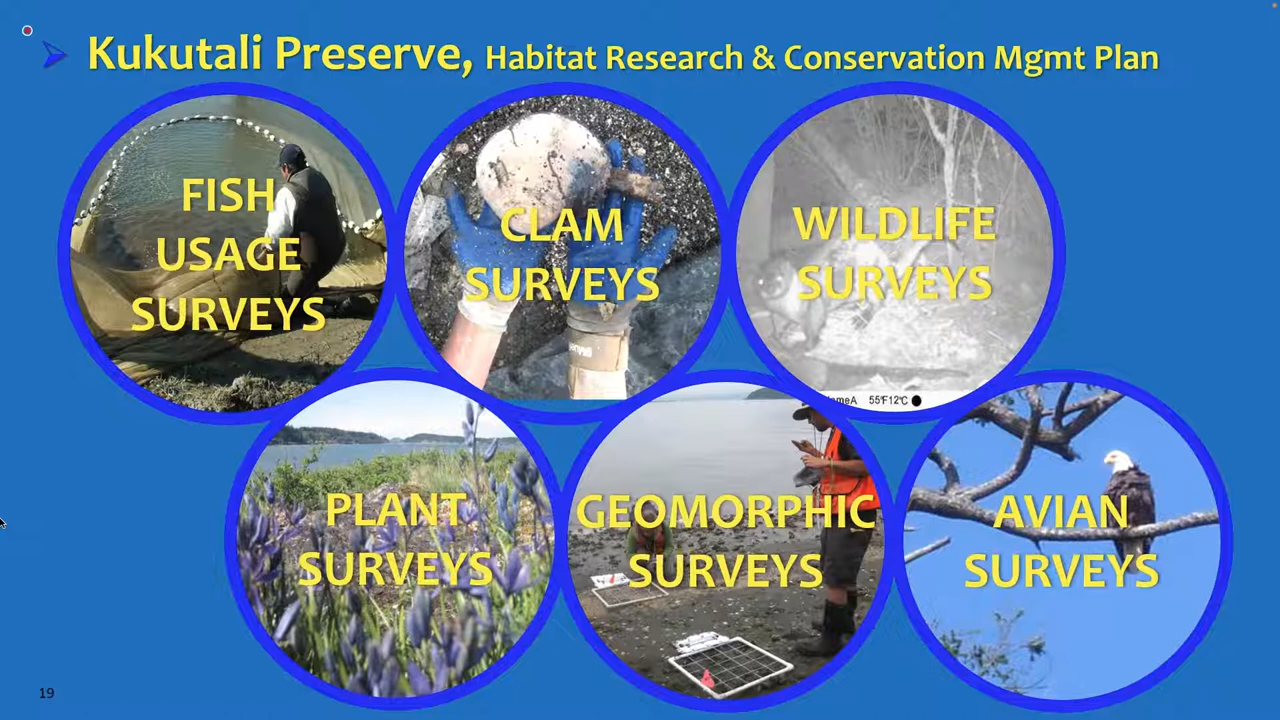 Kukutali Preserve, Habitat Research & Conservation Mgmt Plan
FISH
USAGE
SURVEYS
CLAM
SURVEYS
WILDLIFE
SURVEYS
55°F12°C
PLANT
SURVEYS
GEOMORPHIC
SURVEYS
AVIAN
SURVEYS
19